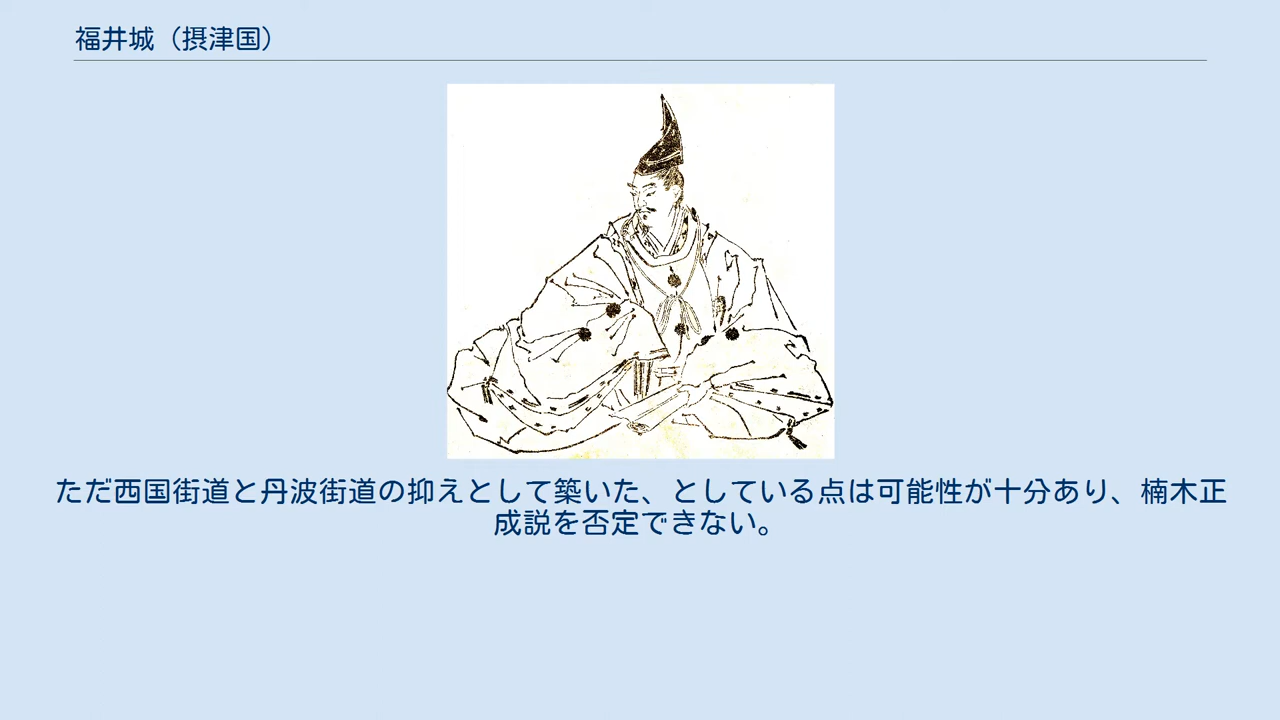 福井城（摂津国）
ただ西国街道と丹波街道の抑えとして築いた、としている点は可能性が十分あり、楠木正
成説を否定できない。